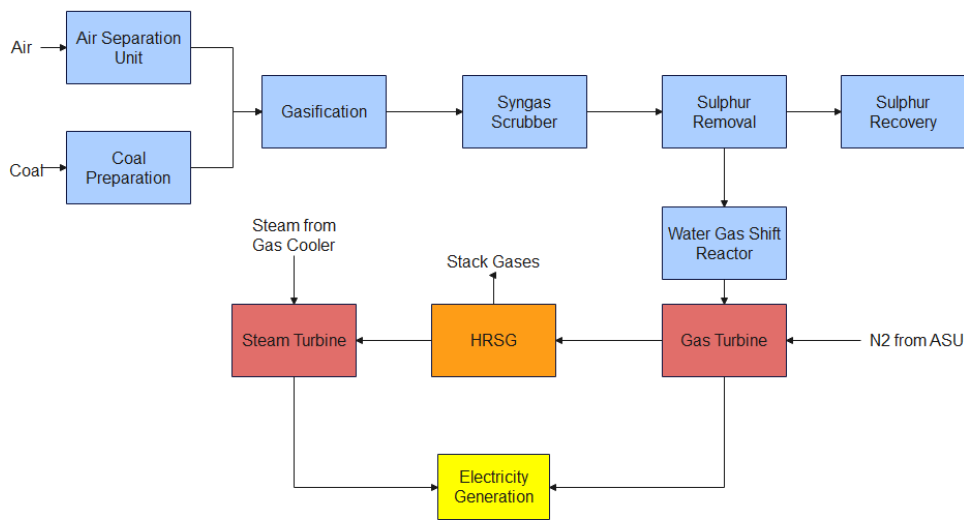 Air
Air Separation
Unit
Gasification
Syngas
Scrubber
Sulphur
Removal
Sulphur
Recovery
Coal
Coal
Preparation
Steam from
Gas Cooler
Water Gas Shift
Reactor
Stack Gases
Steam Turbine
HRSG
Gas Turbine
N2 from ASU
Electricity
Generation